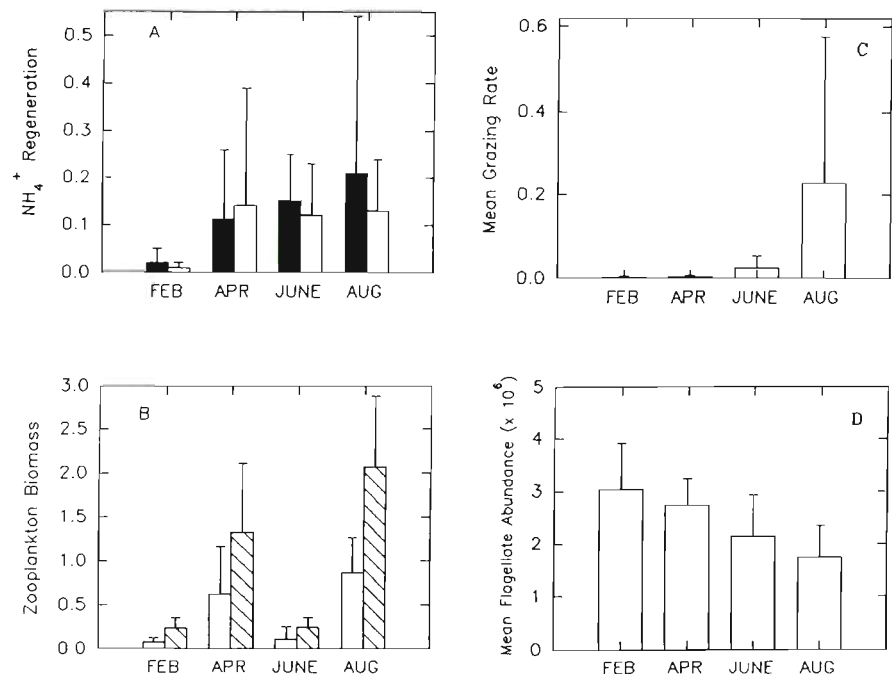 A
NH4+ Regeneration
0.5
0.4
0.3
0.2
0.1
0.0
FEB APR JUNE AUG
C
Mean Grazing Rate
0.6
0.4
0.2
0.0
FEB APR JUNE AUG
B
Zooplankton Biomass
3.0
2.5
2.0
1.5
1.0
0.5
0.0
FEB APR JUNE AUG
D
Mean Flagellate Abundance (x 10⁶)
5
4
3
2
1
0
FEB APR JUNE AUG